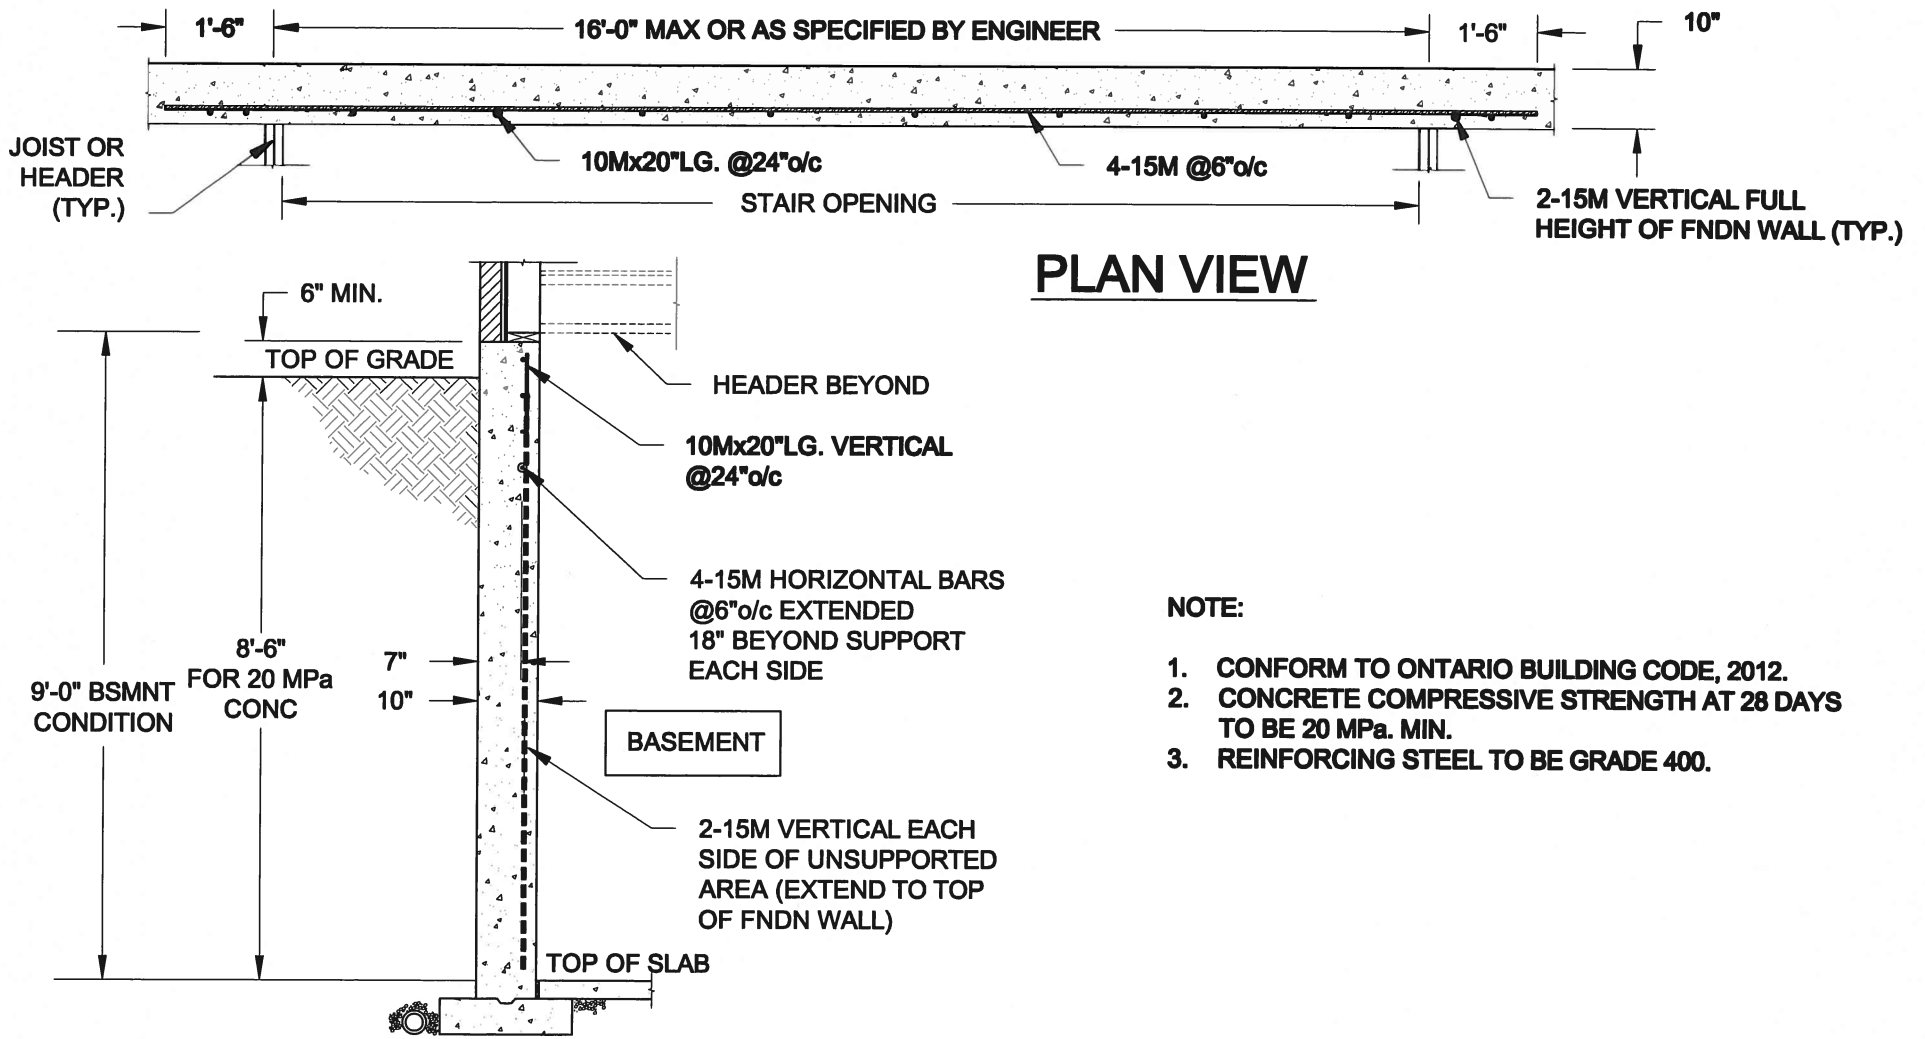 1'-6"
16'-0" MAX OR AS SPECIFIED BY ENGINEER
1'-6"
10"
JOIST OR
HEADER
(TYP.)
10Mx20"LG. @24"o/c
4-15M @6"o/c
STAIR OPENING
2-15M VERTICAL FULL
HEIGHT OF FNDN WALL (TYP.)
PLAN VIEW
6" MIN.
TOP OF GRADE
HEADER BEYOND
10Mx20"LG. VERTICAL
@24"o/c
4-15M HORIZONTAL BARS
@6"o/c EXTENDED
18" BEYOND SUPPORT
EACH SIDE
9'-0" BSMNT
CONDITION
8'-6"
FOR 20 MPa
CONC
7"
10"
BASEMENT
2-15M VERTICAL EACH
SIDE OF UNSUPPORTED
AREA (EXTEND TO TOP
OF FNDN WALL)
TOP OF SLAB
NOTE:
1. CONFORM TO ONTARIO BUILDING CODE, 2012.
2. CONCRETE COMPRESSIVE STRENGTH AT 28 DAYS
TO BE 20 MPa. MIN.
3. REINFORCING STEEL TO BE GRADE 400.